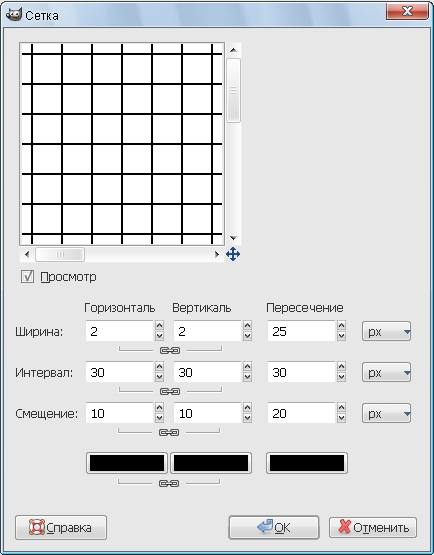 Сетка
Просмотр
Горизонталь Вертикаль Пересечение
Ширина: 2 2 25 px
Интервал: 30 30 30 px
Смещение: 10 10 20 px
Справка OK Отменить